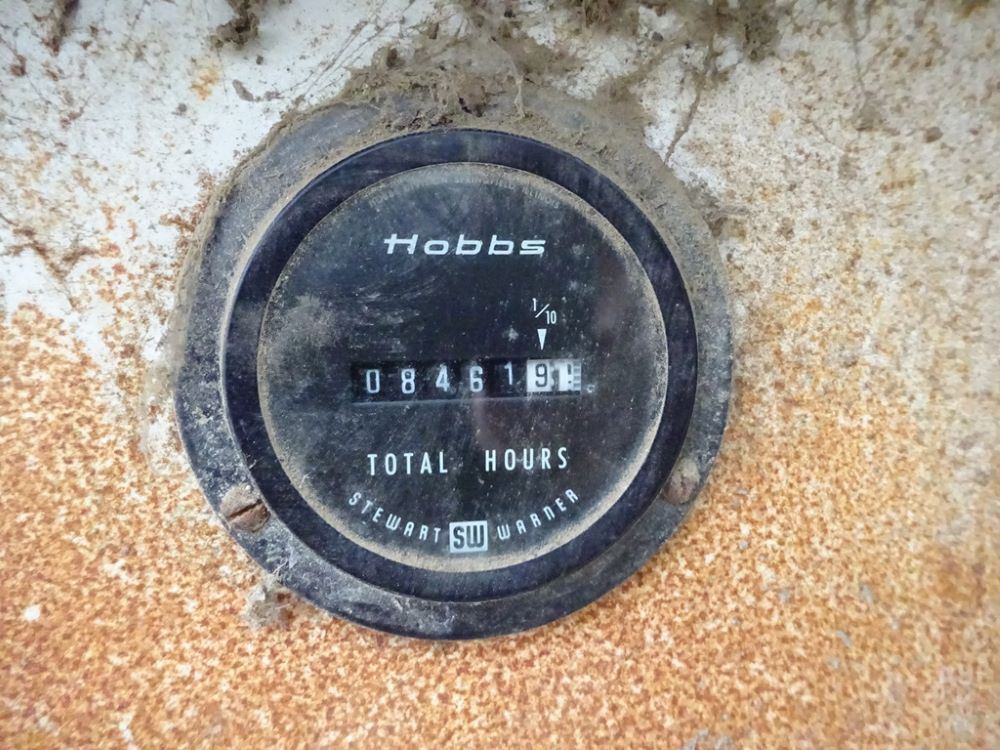 Hobbs
1/10
084619
TOTAL HOURS
STEWART SW WARNER